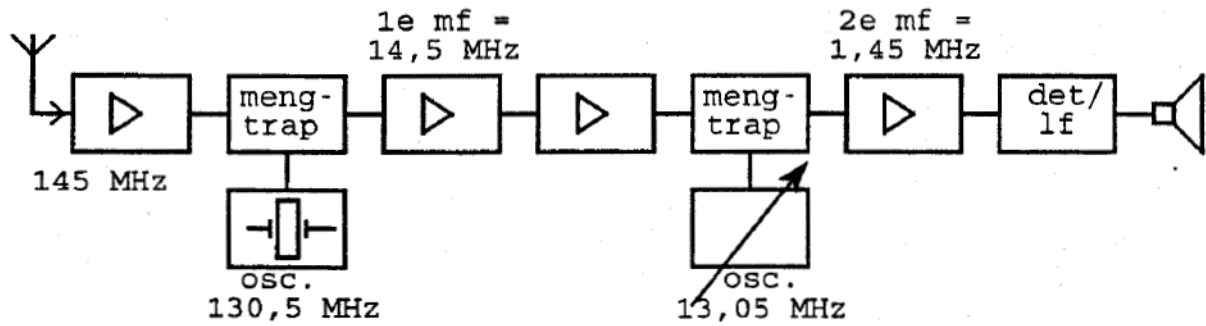 1e mf =
14,5 MHz
2e mf =
1,45 MHz
meng-
trap
meng-
trap
det/
lf
145 MHz
osc.
130,5 MHz
osc.
13,05 MHz